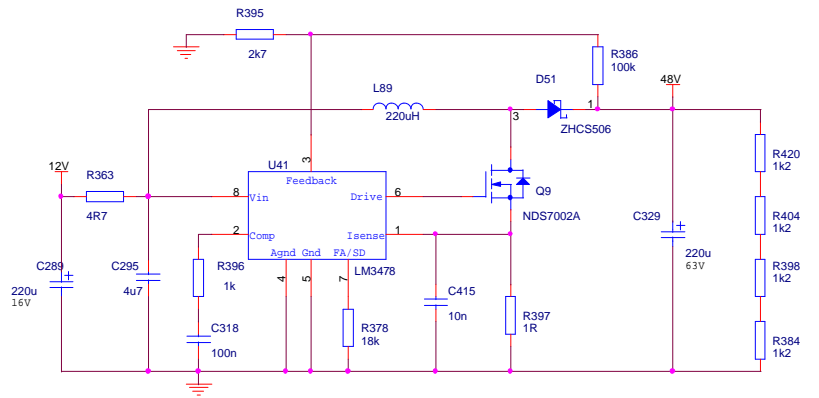 R395
2k7
R386
100k
D51
48V
1
ZHCS506
L89
220uH
3
R420
1k2
U41
3
Feedback
12V
R363
4R7
8
Vin
Drive
6
Q9
NDS7002A
R404
1k2
2
Comp
Isense
1
C329
220u
63V
Agnd
Gnd
FA/SD
LM3478
4
5
7
C289
220u
16V
C295
4u7
R396
1k
C415
10n
R398
1k2
C318
100n
R378
18k
R397
1R
R384
1k2